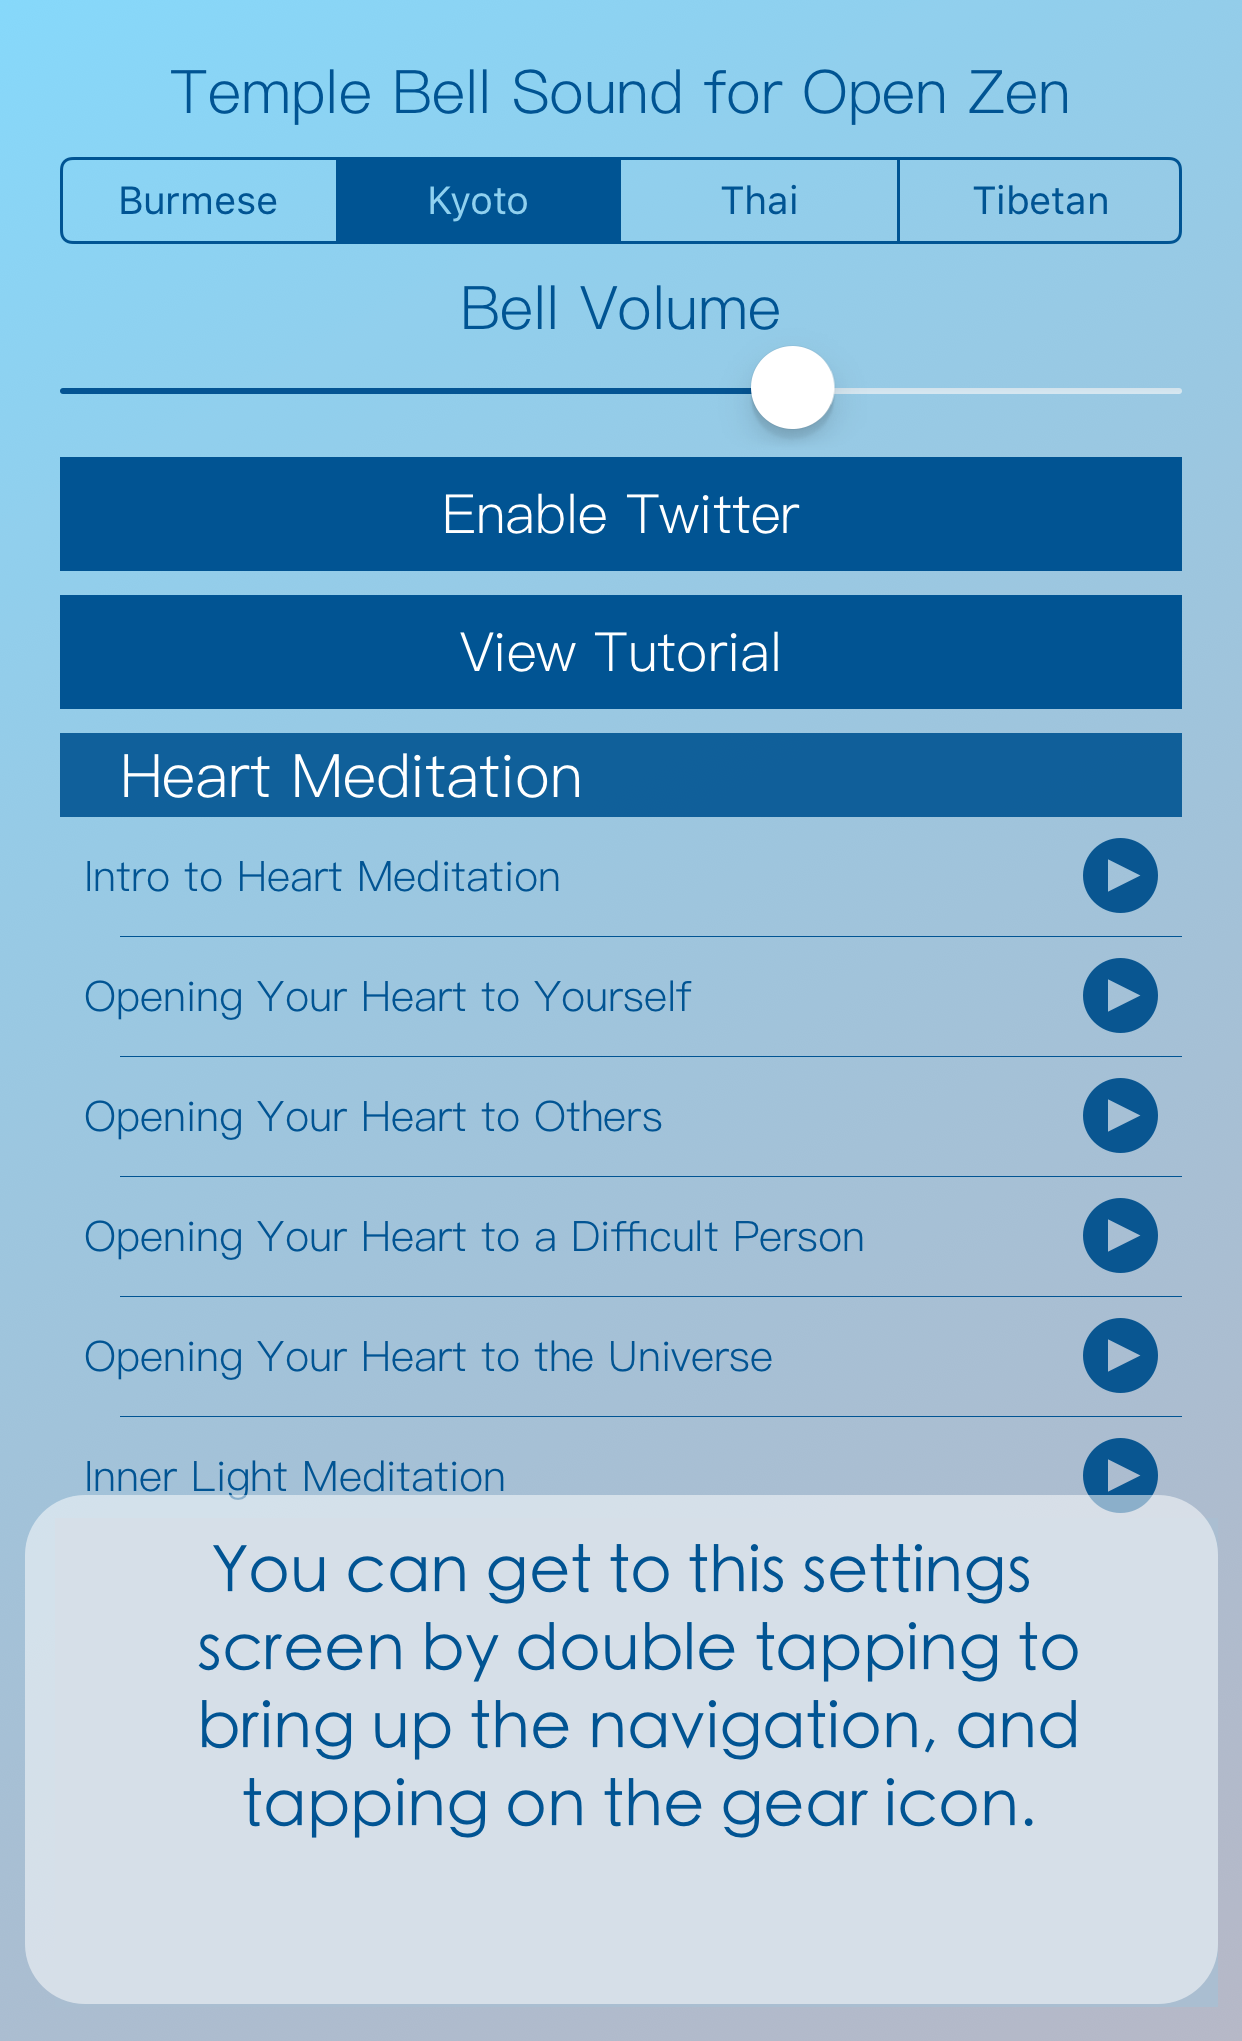 Temple Bell Sound for Open Zen
Burmese Kyoto Thai Tibetan
Bell Volume
Enable Twitter
View Tutorial
Heart Meditation
Intro to Heart Meditation
Opening Your Heart to Yourself
Opening Your Heart to Others
Opening Your Heart to a Difficult Person
Opening Your Heart to the Universe
Inner Light Meditation
You can get to this settings
screen by double tapping to
bring up the navigation, and
tapping on the gear icon.